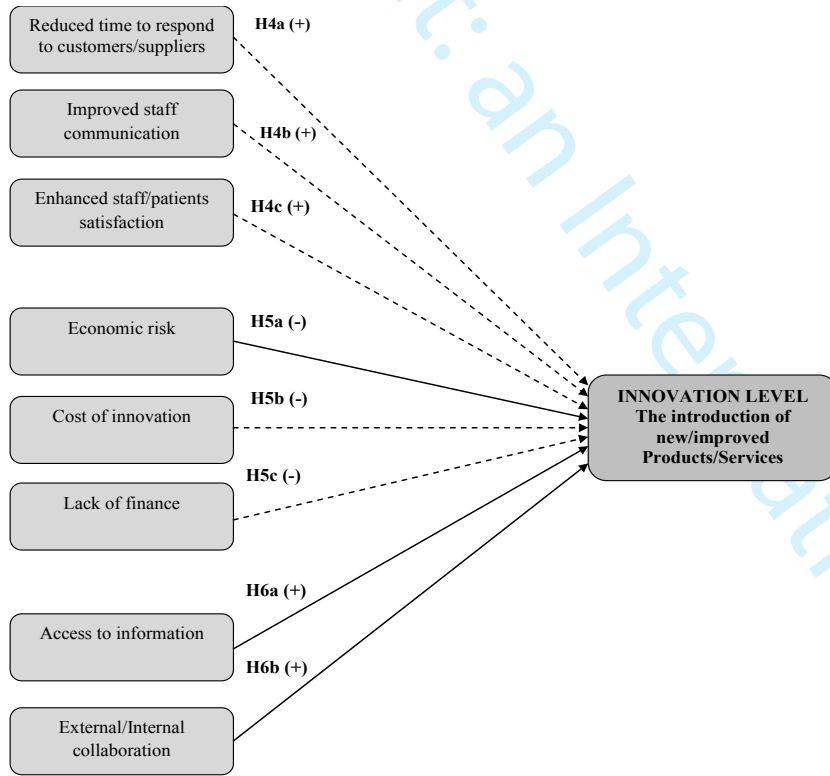 Reduced time to respond
to customers/suppliers
H4a (+)
Improved staff
communication
H4b (+)
Enhanced staff/patients
satisfaction
H4c (+)
Economic risk
H5a (-)
Cost of innovation
H5b (-)
Lack of finance
H5c (-)
Access to information
H6a (+)
External/Internal
collaboration
H6b (+)
INNOVATION LEVEL
The introduction of
new/improved
Products/Services
t: an Internati